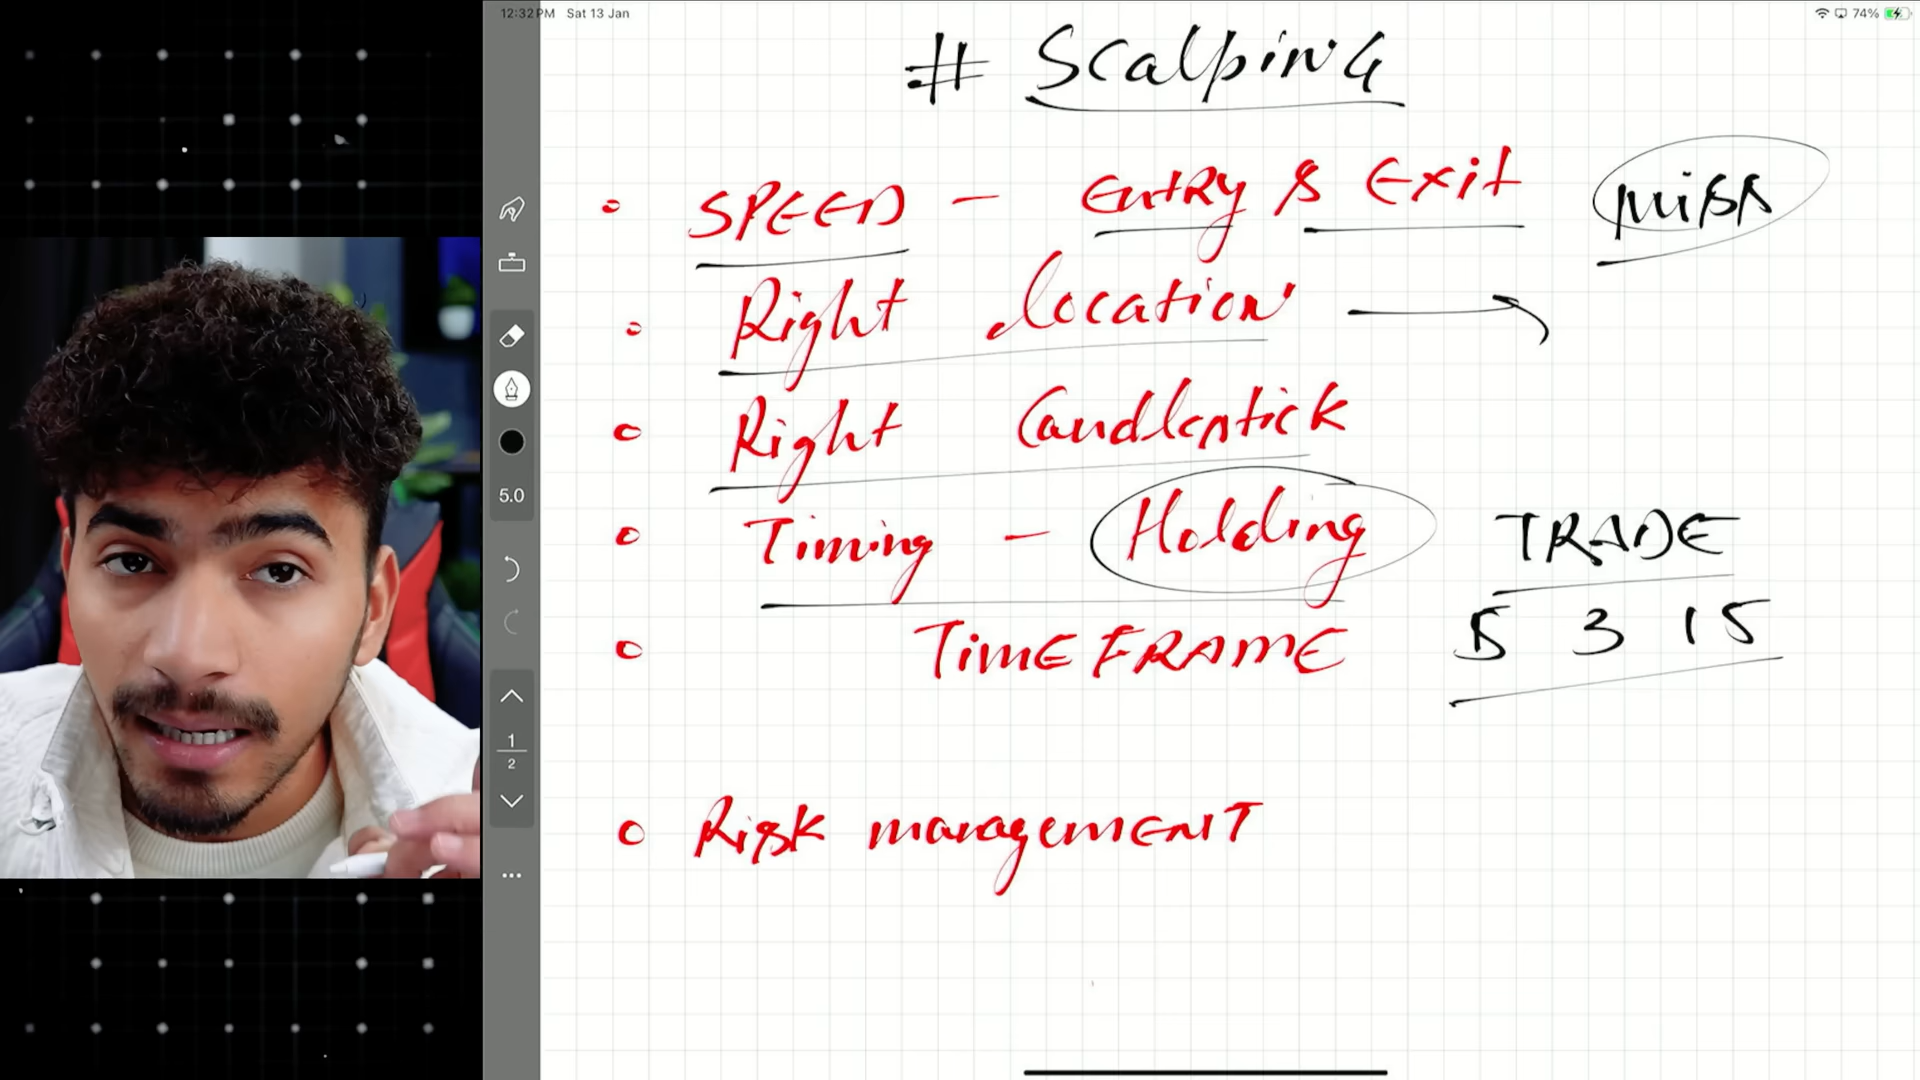 12:32 PM Sat 13 Jan
74%
# Scalping
SPEED - Entry & Exit miss
Right location
Right Candlestick
Timing - Holding TRADE
TIMEFRAME 5 3 15
Risk management
5.0
1
2